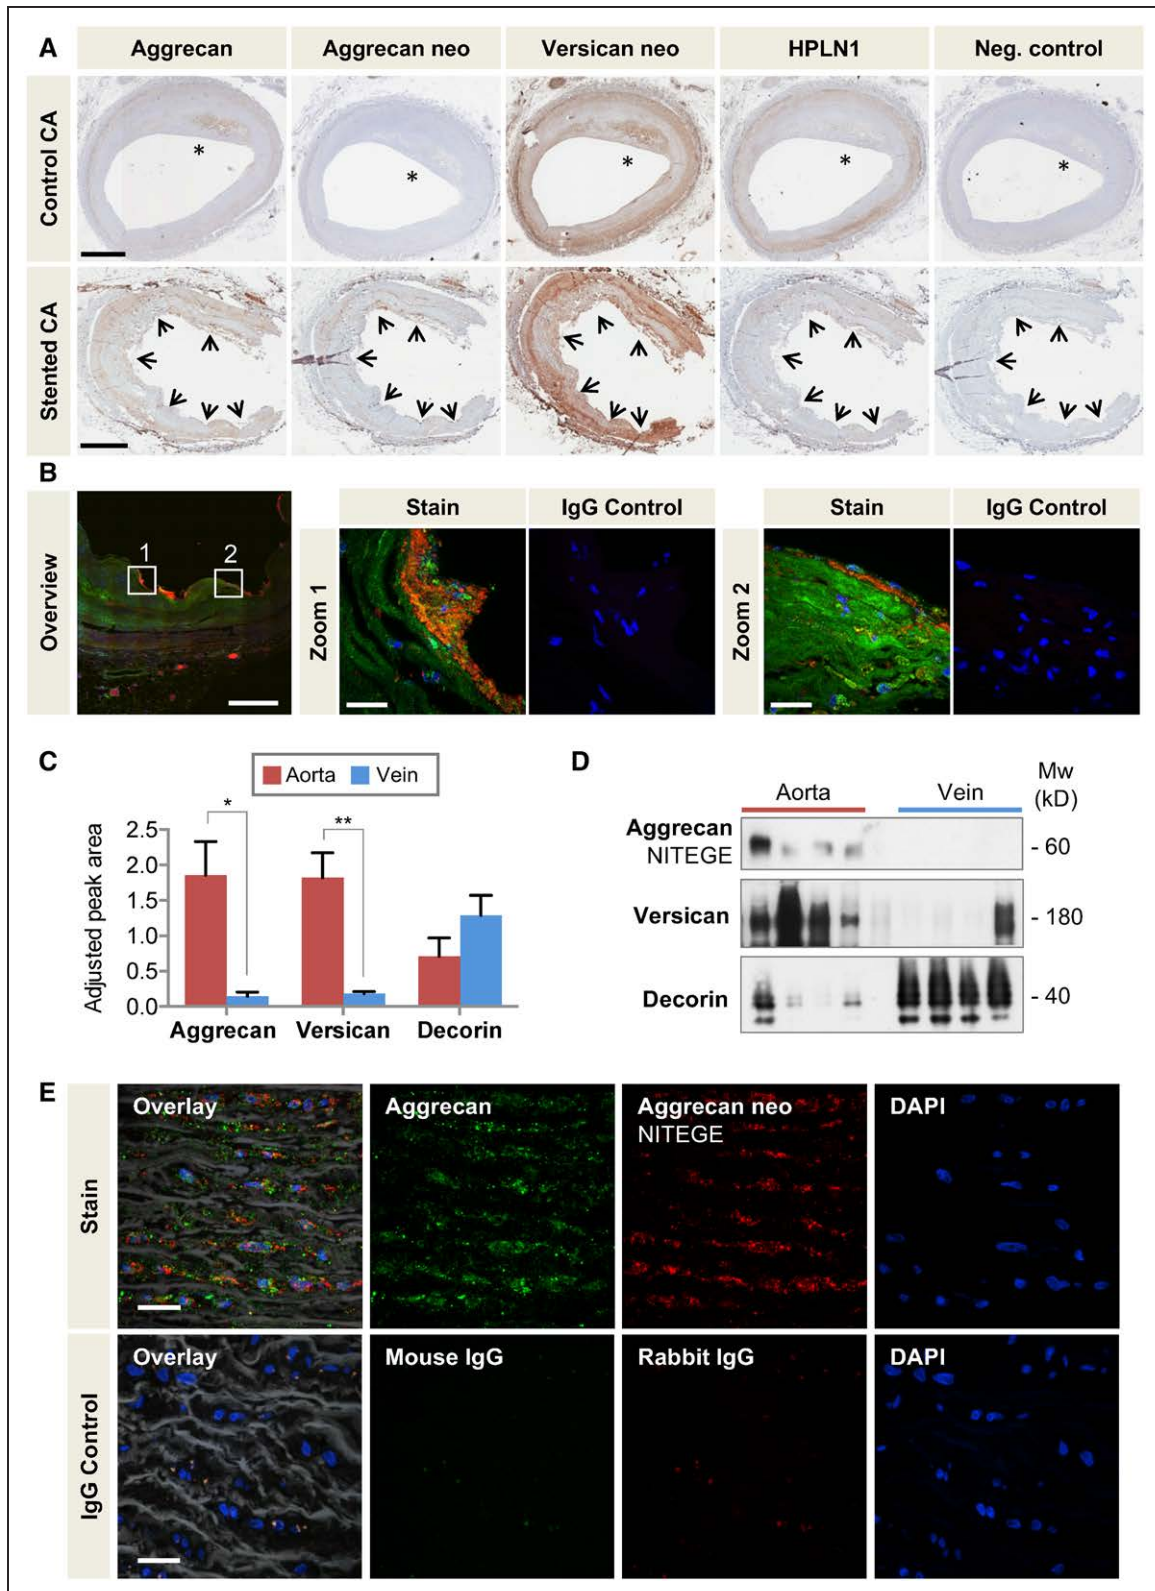 A
Aggrecan
Aggrecan neo
Versican neo
HPLN1
Neg. control
Control CA
*
*
*
*
*
Stented CA
B
Overview
1
2
Zoom 1
Stain
IgG Control
Zoom 2
Stain
IgG Control
C
Aorta
Vein
*
**
Adjusted peak area
2.5
2.0
1.5
1.0
0.5
0.0
Aggrecan
Versican
Decorin
D
Aorta
Vein
Mw
(kD)
Aggrecan
NITEGE
- 60
Versican
- 180
Decorin
- 40
E
Stain
Overlay
Aggrecan
Aggrecan neo
NITEGE
DAPI
IgG Control
Overlay
Mouse IgG
Rabbit IgG
DAPI